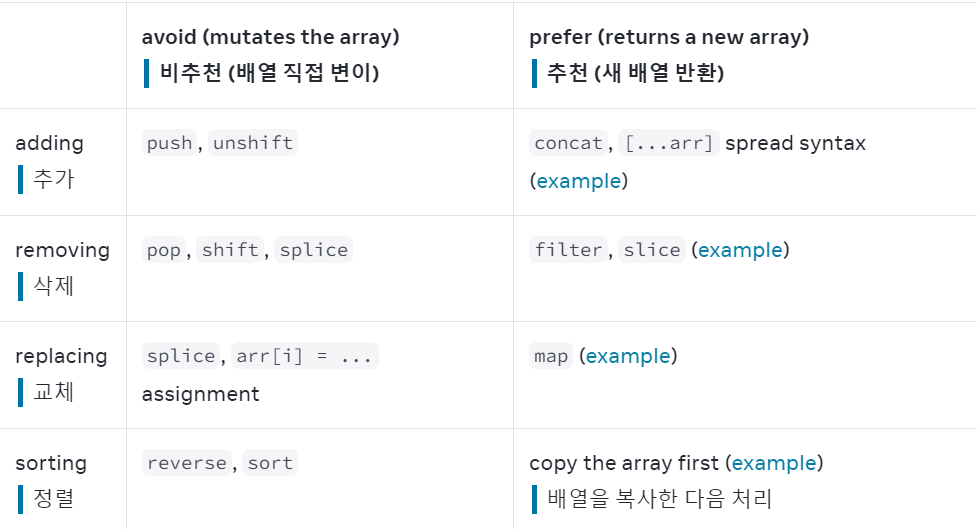 avoid (mutates the array)
비추천 (배열 직접 변이)
prefer (returns a new array)
추천 (새 배열 반환)
adding
추가
push, unshift
concat, [...arr] spread syntax
(example)
removing
삭제
pop, shift, splice
filter, slice (example)
replacing
교체
splice, arr[i] = ...
assignment
map (example)
sorting
정렬
reverse, sort
copy the array first (example)
배열을 복사한 다음 처리